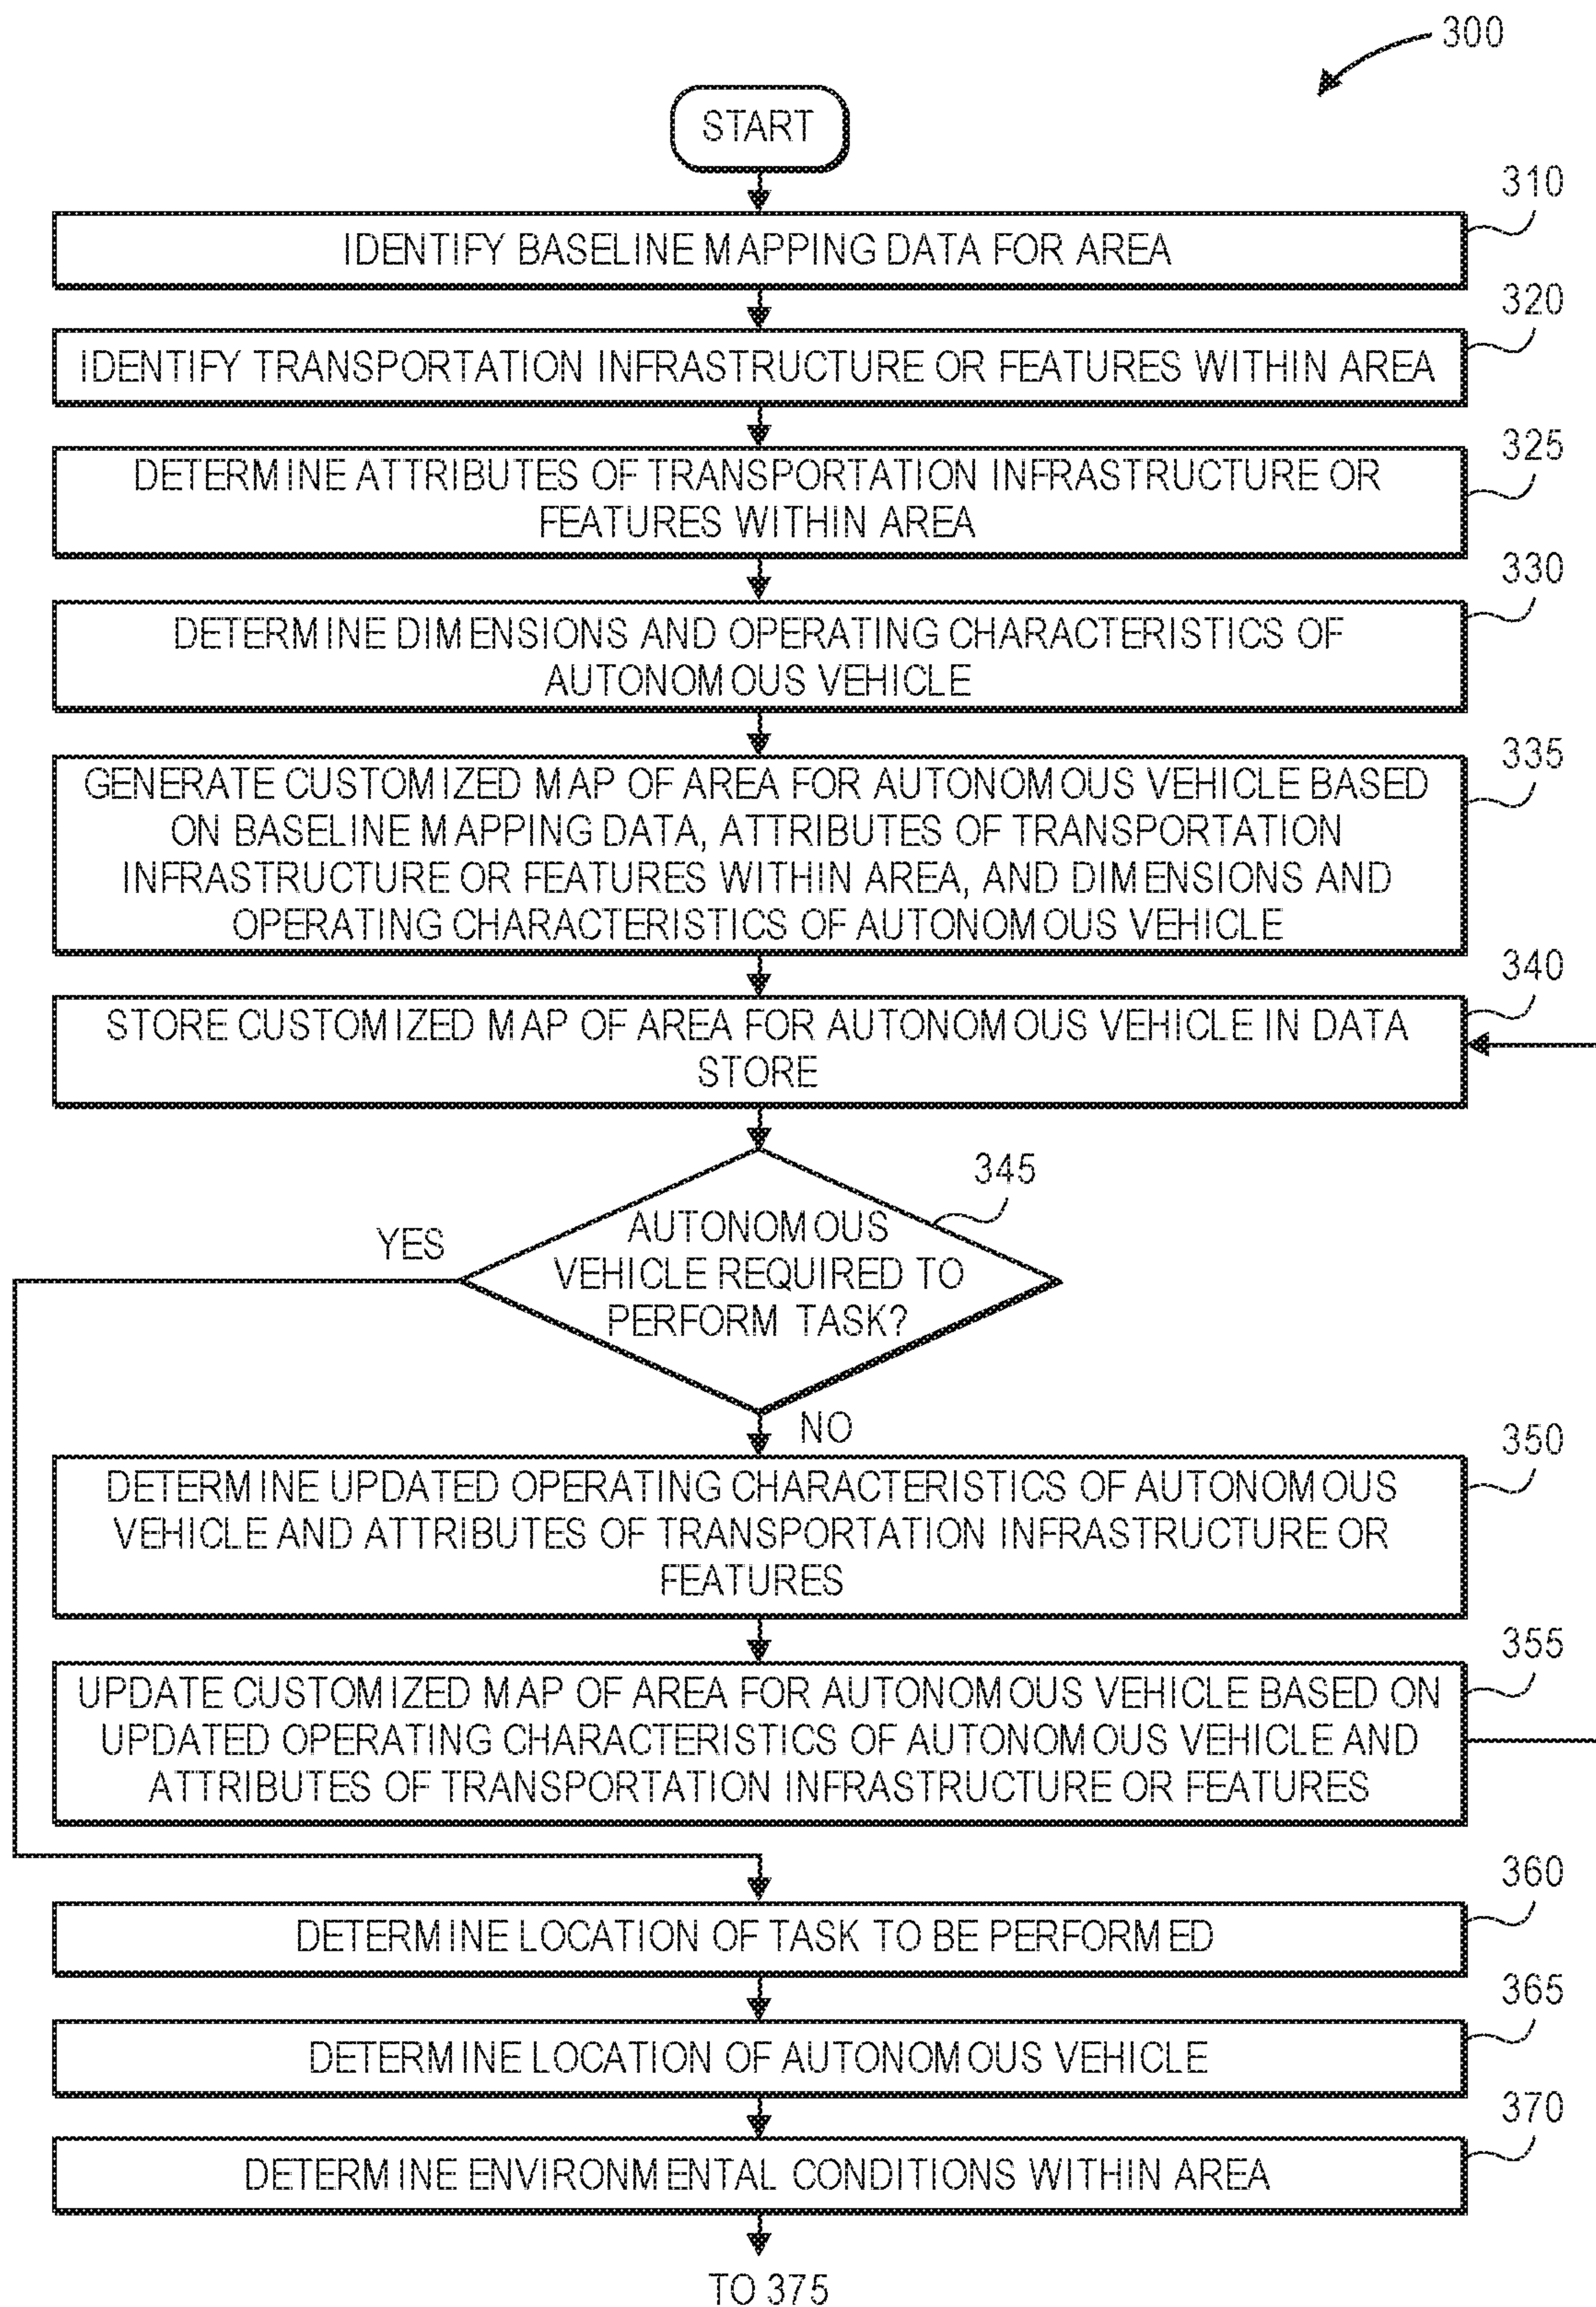 300
START
310
IDENTIFY BASELINE MAPPING DATA FOR AREA
320
IDENTIFY TRANSPORTATION INFRASTRUCTURE OR FEATURES WITHIN AREA
325
DETERMINE ATTRIBUTES OF TRANSPORTATION INFRASTRUCTURE OR
FEATURES WITHIN AREA
330
DETERMINE DIMENSIONS AND OPERATING CHARACTERISTICS OF
AUTONOMOUS VEHICLE
335
GENERATE CUSTOMIZED MAP OF AREA FOR AUTONOMOUS VEHICLE BASED
ON BASELINE MAPPING DATA, ATTRIBUTES OF TRANSPORTATION
INFRASTRUCTURE OR FEATURES WITHIN AREA, AND DIMENSIONS AND
OPERATING CHARACTERISTICS OF AUTONOMOUS VEHICLE
340
STORE CUSTOMIZED MAP OF AREA FOR AUTONOMOUS VEHICLE IN DATA
STORE
345
YES
AUTONOMOUS
VEHICLE REQUIRED TO
PERFORM TASK?
NO
350
DETERMINE UPDATED OPERATING CHARACTERISTICS OF AUTONOMOUS
VEHICLE AND ATTRIBUTES OF TRANSPORTATION INFRASTRUCTURE OR
FEATURES
355
UPDATE CUSTOMIZED MAP OF AREA FOR AUTONOMOUS VEHICLE BASED ON
UPDATED OPERATING CHARACTERISTICS OF AUTONOMOUS VEHICLE AND
ATTRIBUTES OF TRANSPORTATION INFRASTRUCTURE OR FEATURES
360
DETERMINE LOCATION OF TASK TO BE PERFORMED
365
DETERMINE LOCATION OF AUTONOMOUS VEHICLE
370
DETERMINE ENVIRONMENTAL CONDITIONS WITHIN AREA
TO 375